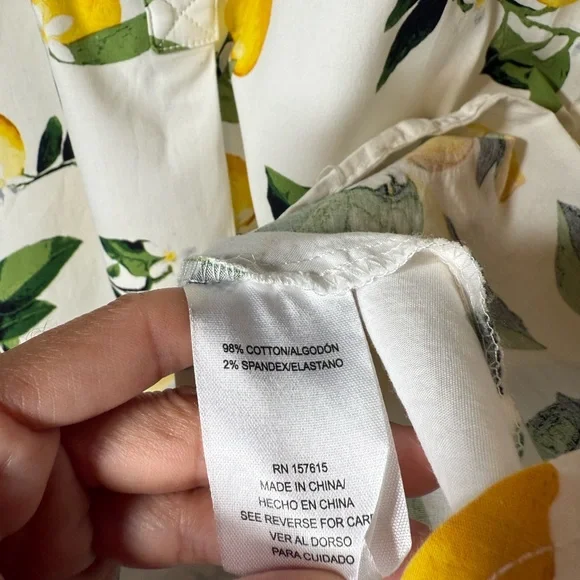 98% COTTON/ALGODÓN
2% SPANDEX/ELASTANO
RN 157615
MADE IN CHINA/
HECHO EN CHINA
SEE REVERSE FOR
VER AL DORSO
PARA CUIDADO